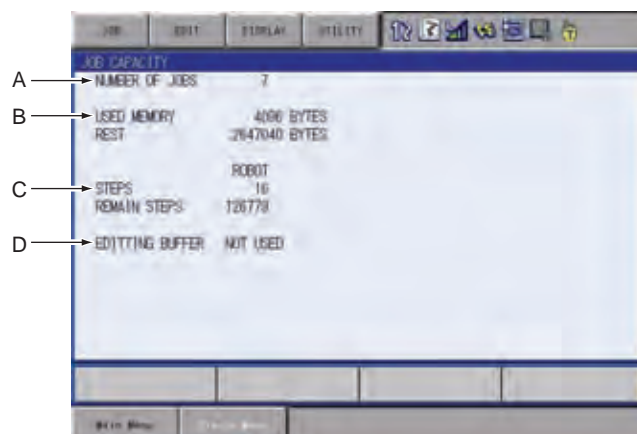 JOB EDIT DISPLAY UTILITY
JOB CAPACITY
A NUMBER OF JOBS 7
B USED MEMORY 4096 BYTES
REST 2647040 BYTES
ROBOT
C STEPS 16
REMAIN STEPS 126778
D EDITTING BUFFER NOT USED
Main Menu